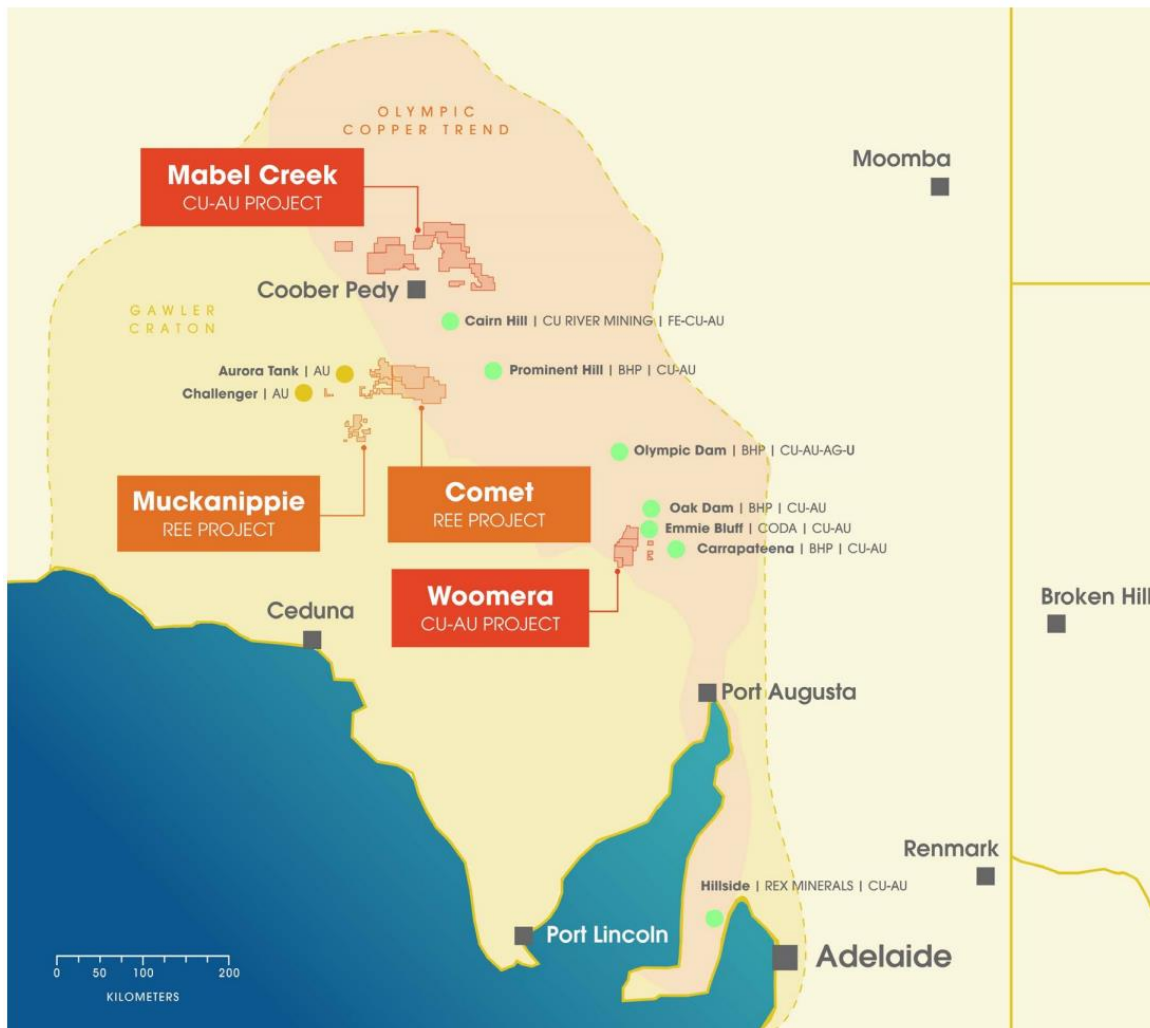 OLYMPIC
COPPER TREND
Mabel Creek
CU-AU PROJECT
Moomba
Coober Pedy
GAWLER
CRATON
Cairn Hill | CU RIVER MINING | FE-CU-AU
Aurora Tank | AU
Prominent Hill | BHP | CU-AU
Challenger | AU
Olympic Dam | BHP | CU-AU-AG-U
Muckanippie
REE PROJECT
Comet
REE PROJECT
Oak Dam | BHP | CU-AU
Emmie Bluff | CODA | CU-AU
Carrapateena | BHP | CU-AU
Woomera
CU-AU PROJECT
Ceduna
Broken Hill
Port Augusta
Renmark
Hillside | REX MINERALS | CU-AU
Port Lincoln
Adelaide
0 50 100 200
KILOMETERS